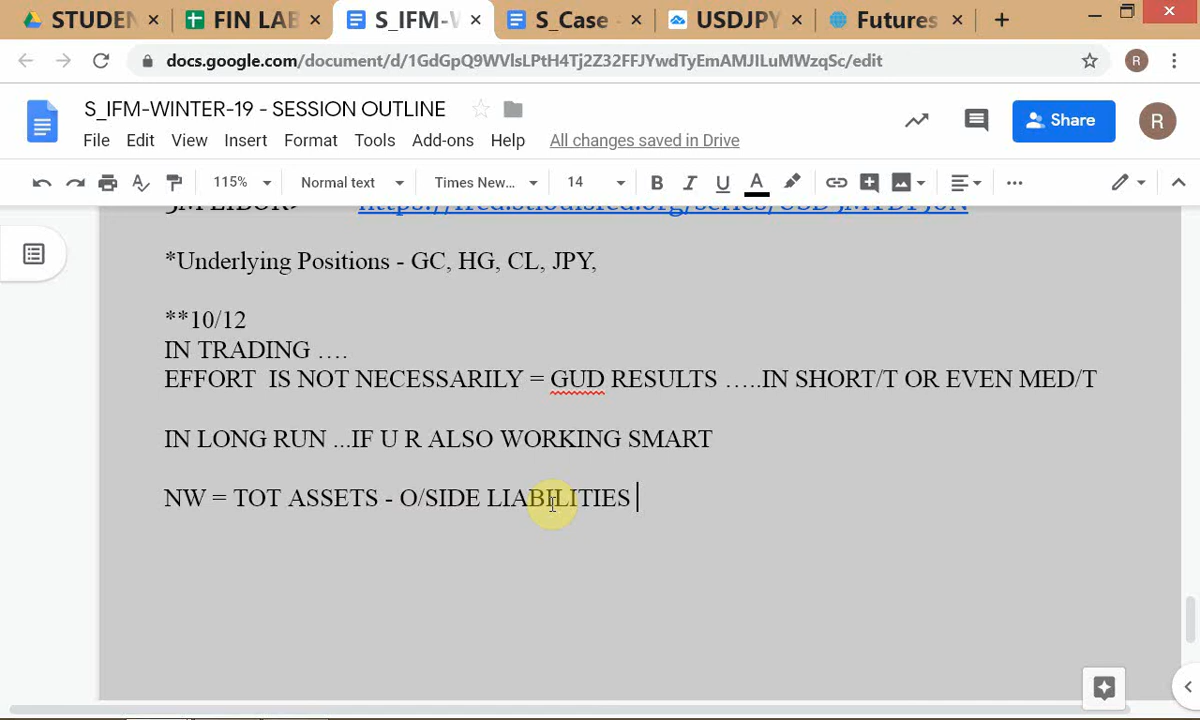 STUDEN
FIN LAB
S_IFM-W
S_Case -
USDJPY
Futures
docs.google.com/document/d/1GdGpQ9WVlsLPtH4Tj2Z32FFJYwdTyEmAMJILuMWzqSc/edit
R
S_IFM-WINTER-19 - SESSION OUTLINE
File Edit View Insert Format Tools Add-ons Help All changes saved in Drive
Share
R
115% Normal text Times New... 14 B I U A
*Underlying Positions - GC, HG, CL, JPY,
**10/12
IN TRADING ….
EFFORT IS NOT NECESSARILY = GUD RESULTS …..IN SHORT/T OR EVEN MED/T
IN LONG RUN ...IF U R ALSO WORKING SMART
NW = TOT ASSETS - O/SIDE LIABILITIES